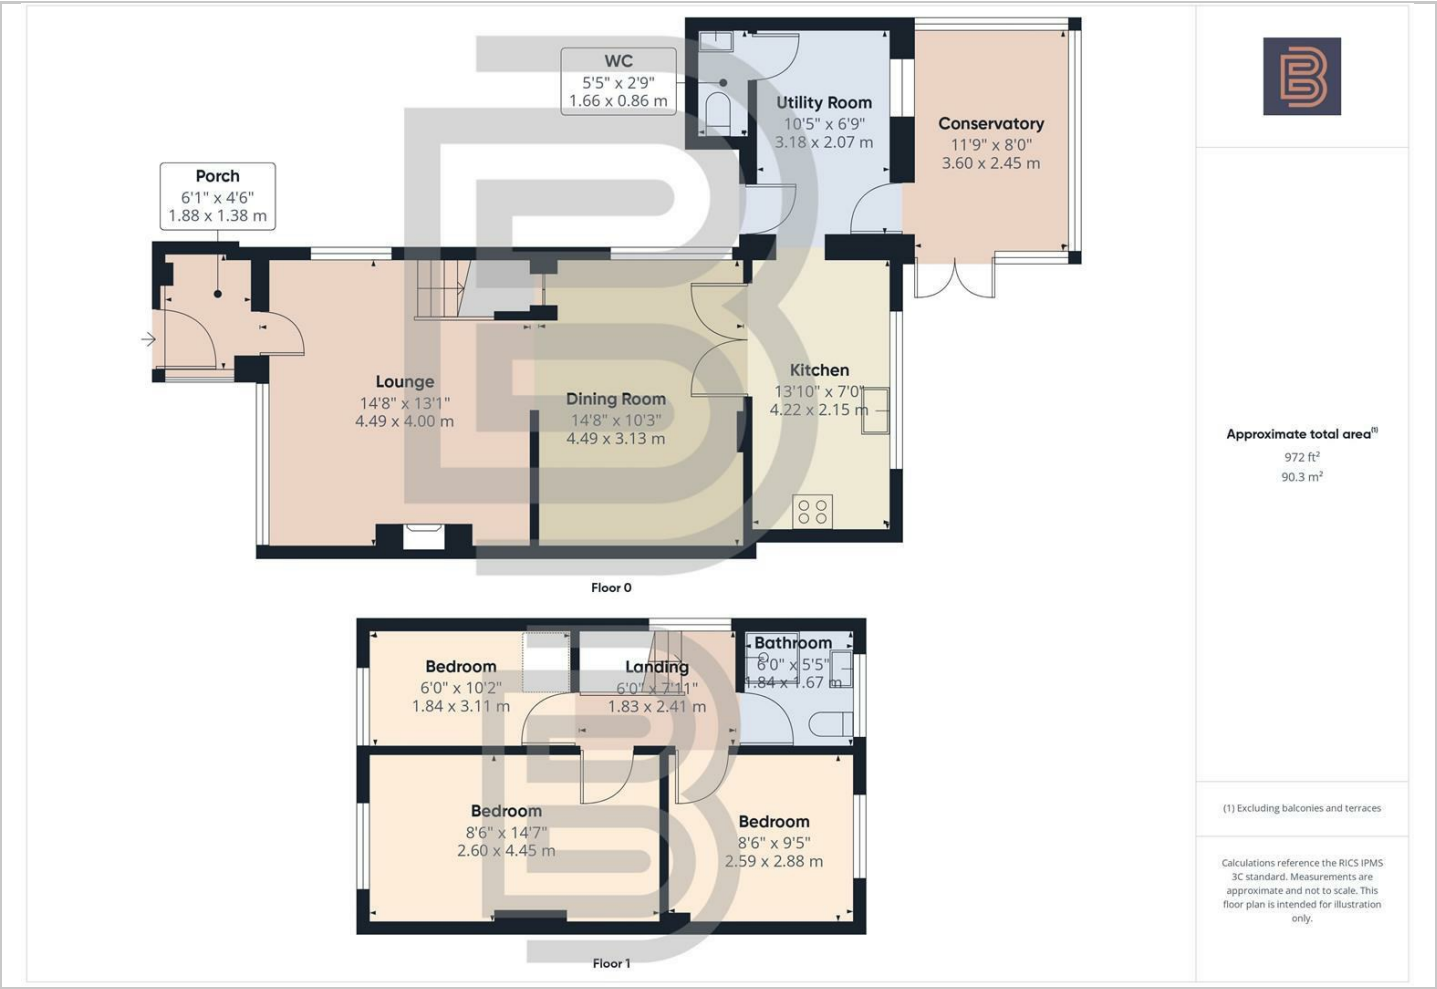 WC
5'5" x 2'9"
1.66 x 0.86 m
Utility Room
10'5" x 6'9"
3.18 x 2.07 m
Conservatory
11'9" x 8'0"
3.60 x 2.45 m
Porch
6'1" x 4'6"
1.88 x 1.38 m
Lounge
14'8" x 13'1"
4.49 x 4.00 m
Dining Room
14'8" x 10'3"
4.49 x 3.13 m
Kitchen
13'10" x 7'0"
4.22 x 2.15 m
Floor 0
Bedroom
6'0" x 10'2"
1.84 x 3.11 m
Landing
6'0" x 7'11"
1.83 x 2.41 m
Bathroom
6'0" x 5'5"
1.84 x 1.67 m
Bedroom
8'6" x 14'7"
2.60 x 4.45 m
Bedroom
8'6" x 9'5"
2.59 x 2.88 m
Floor 1
Approximate total area(1)
972 ft²
90.3 m²
(1) Excluding balconies and terraces
Calculations reference the RICS IPMS
3C standard. Measurements are
approximate and not to scale. This
floor plan is intended for illustration
only.